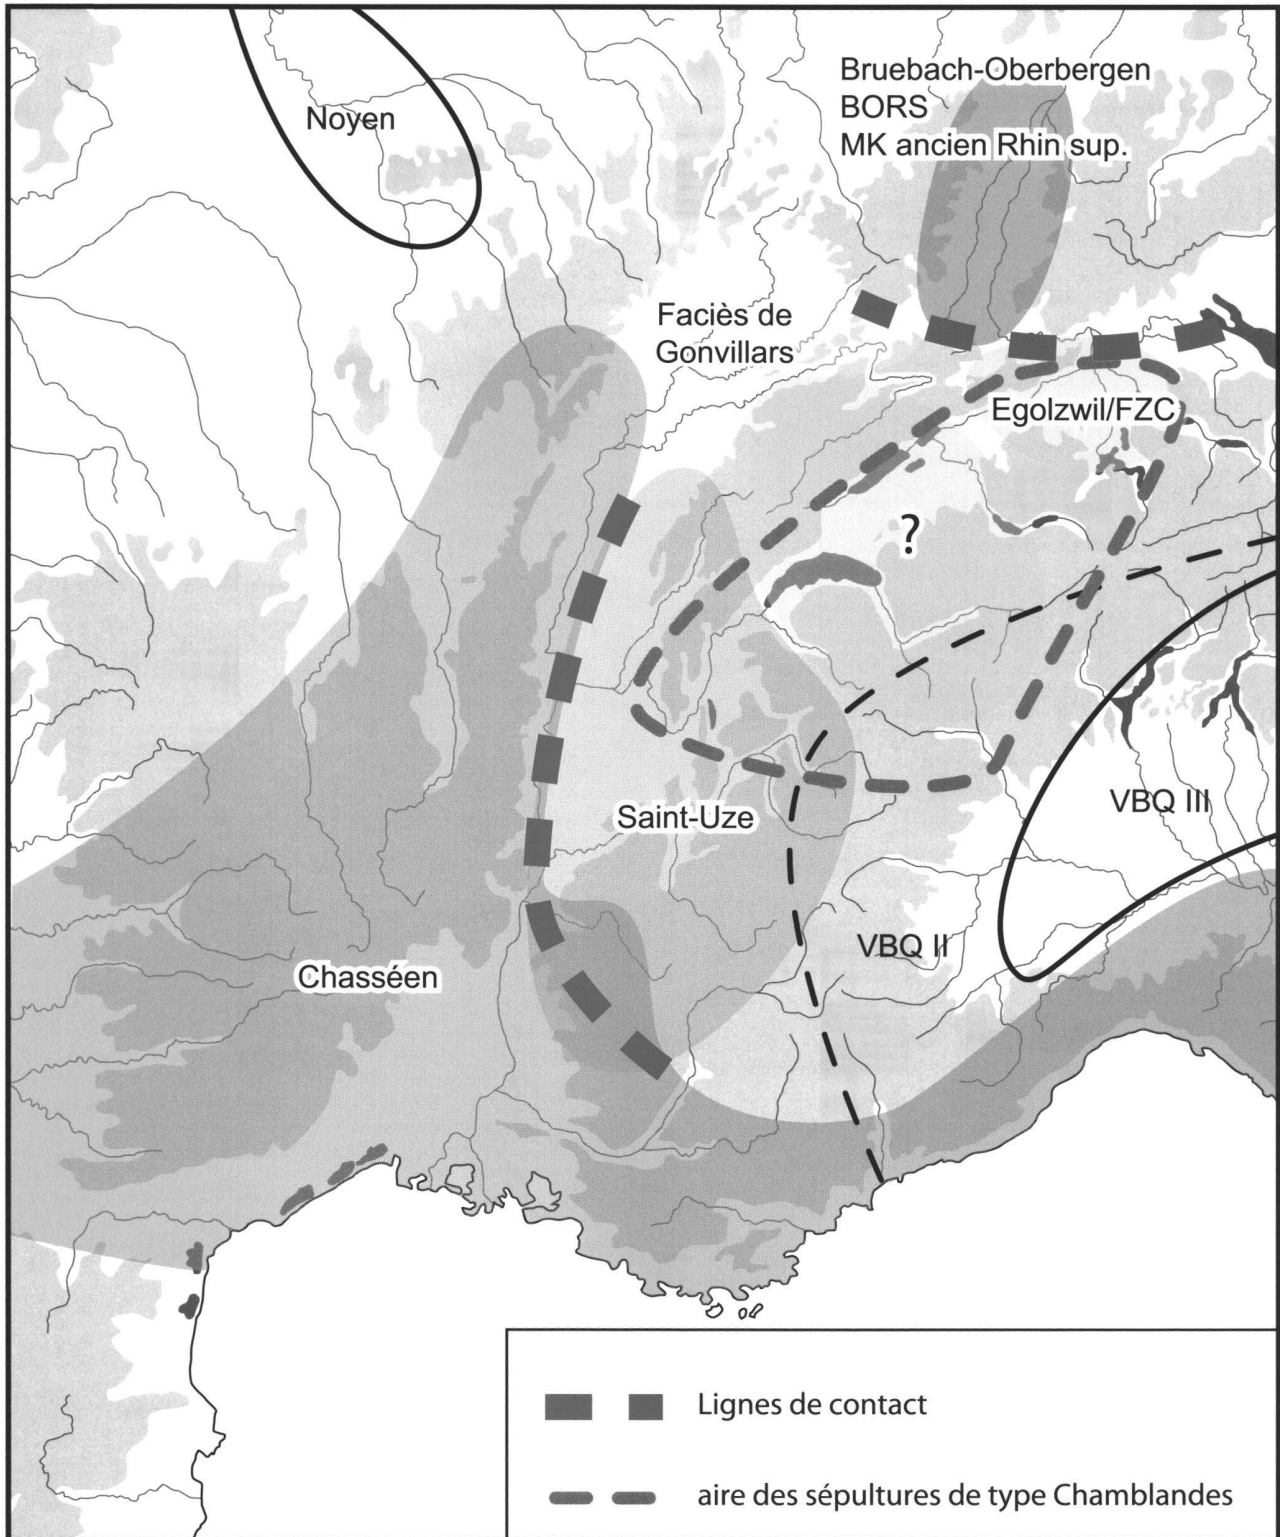 Noyen
Bruebach-Oberbergen
BORS
MK ancien Rhin sup.
Faciès de
Gonvillars
Egolzwil/FZC
?
VBQ III
Saint-Uze
VBQ II
Chasséen
Lignes de contact
aire des sépultures de type Chamblandes